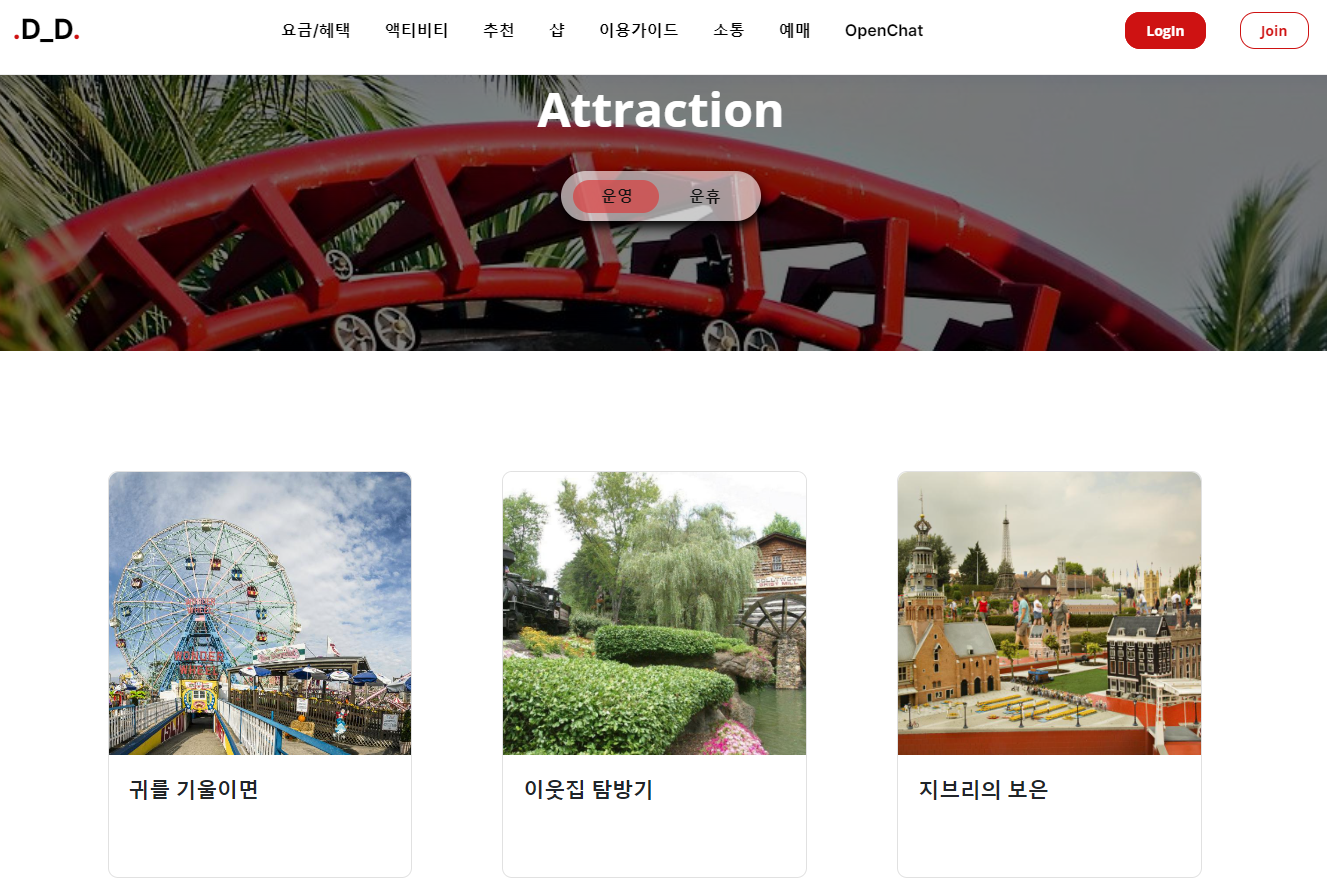 .D_D.
요금/혜택 액티비티 추천 샵 이용가이드 소통 예매 OpenChat
LogIn Join
Attraction
운영 운휴
귀를 기울이면 이웃집 탐방기 지브리의 보은